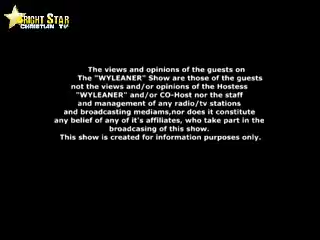 Bright Star
CHRISTIAN TV
The views and opinions of the guests on
The "WYLEANER" Show are those of the guests
not the views and/or opinions of the Hostess
"WYLEANER" and/or CO-Host nor the staff
and management of any radio/tv stations
and broadcasting mediams,nor does it constitute
any belief of any of it's affiliates, who take part in the
broadcasing of this show.
This show is created for information purposes only.